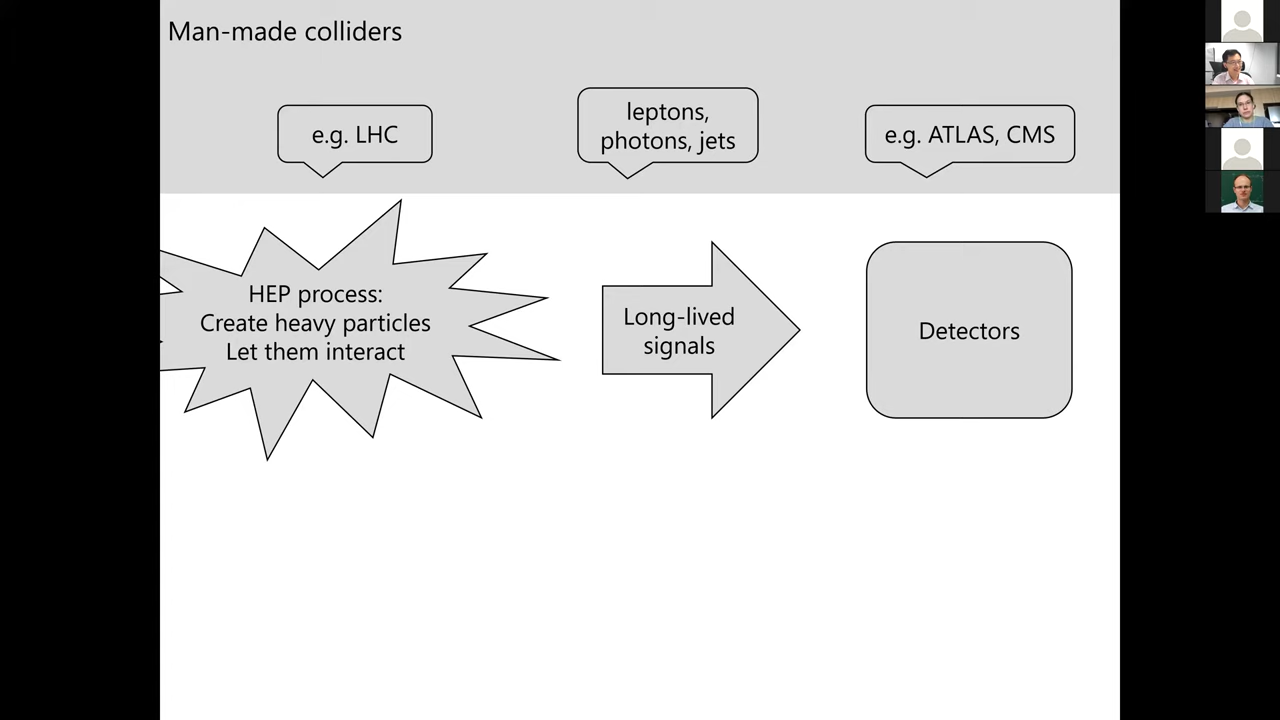 Man-made colliders
e.g. LHC
leptons,
photons, jets
e.g. ATLAS, CMS
HEP process:
Create heavy particles
Let them interact
Long-lived
signals
Detectors